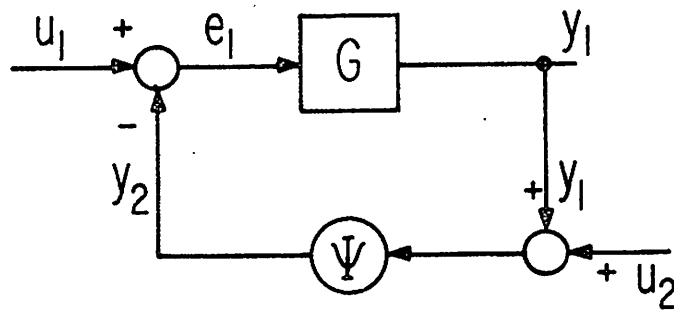 u₁ + e₁ G y₁
−
y₂ + y₁
Ψ + u₂